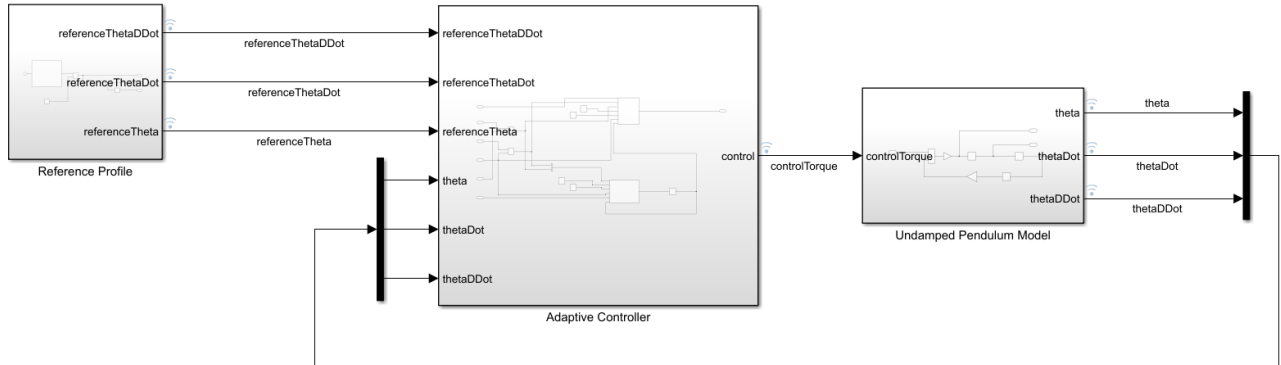 referenceThetaDDot
referenceThetaDDot
referenceThetaDot
referenceThetaDot
referenceTheta
referenceTheta
Reference Profile
referenceThetaDDot
referenceThetaDot
referenceTheta
theta
thetaDot
thetaDDot
control
Adaptive Controller
controlTorque
controlTorque
theta
thetaDot
thetaDDot
Undamped Pendulum Model
theta
thetaDot
thetaDDot